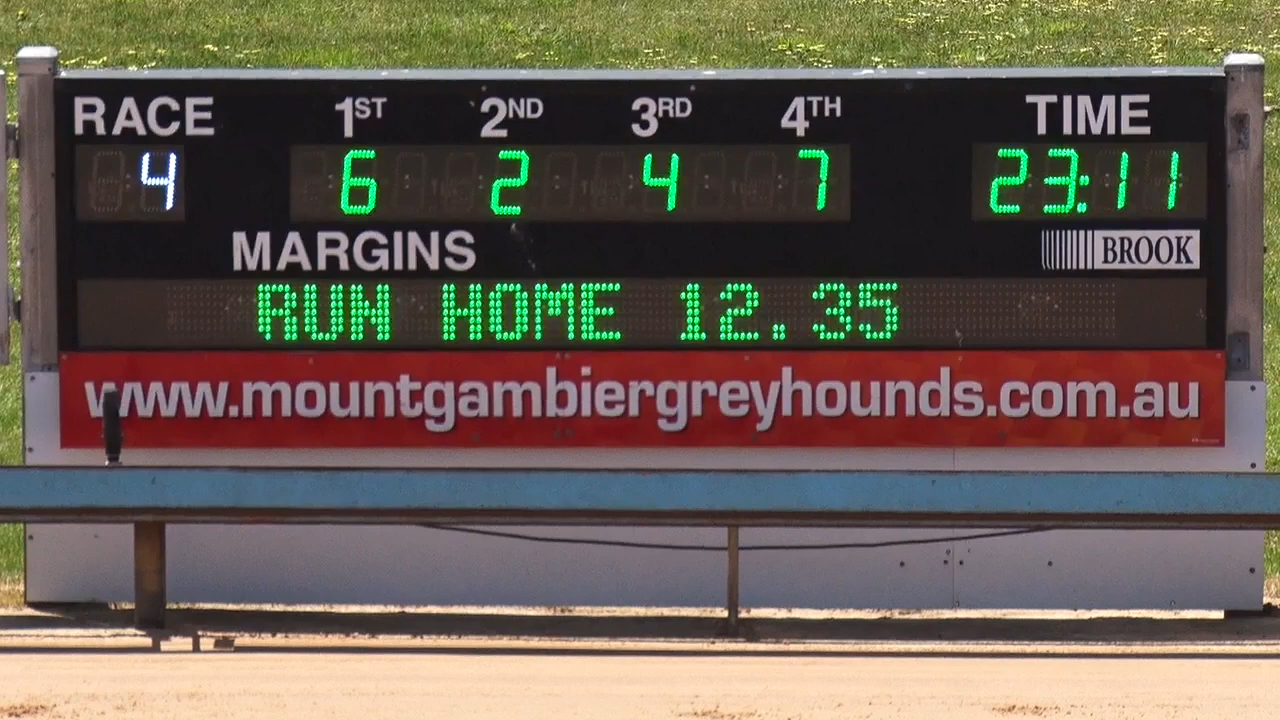 RACE 1ST 2ND 3RD 4TH TIME
4 6 2 4 7 23:11
MARGINS BROOK
RUN HOME 12.35
www.mountgambiergreyhounds.com.au